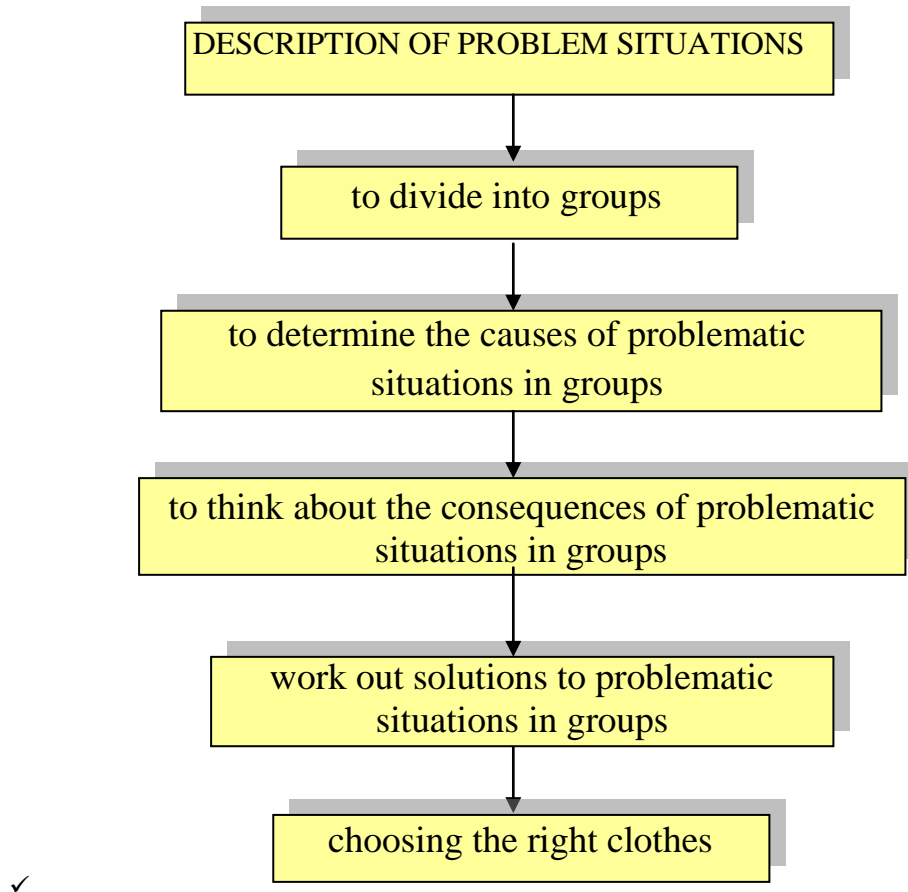 DESCRIPTION OF PROBLEM SITUATIONS
to divide into groups
to determine the causes of problematic
situations in groups
to think about the consequences of problematic
situations in groups
work out solutions to problematic
situations in groups
choosing the right clothes
✓